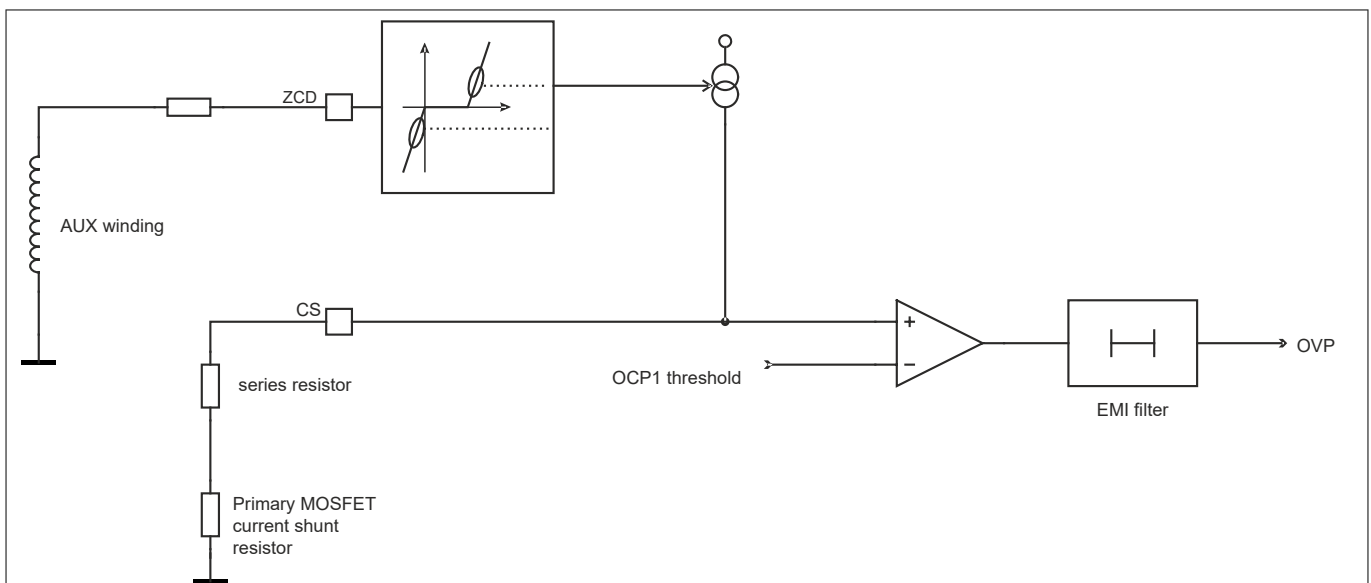 ZCD
AUX winding
CS
series resistor
OCP1 threshold
+
−
OVP
EMI filter
Primary MOSFET
current shunt
resistor